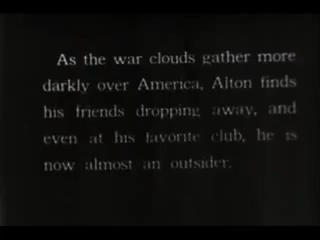 As the war clouds gather more
darkly over America, Alton finds
his friends dropping away, and
even at his favorite club, he is
now almost an outsider.